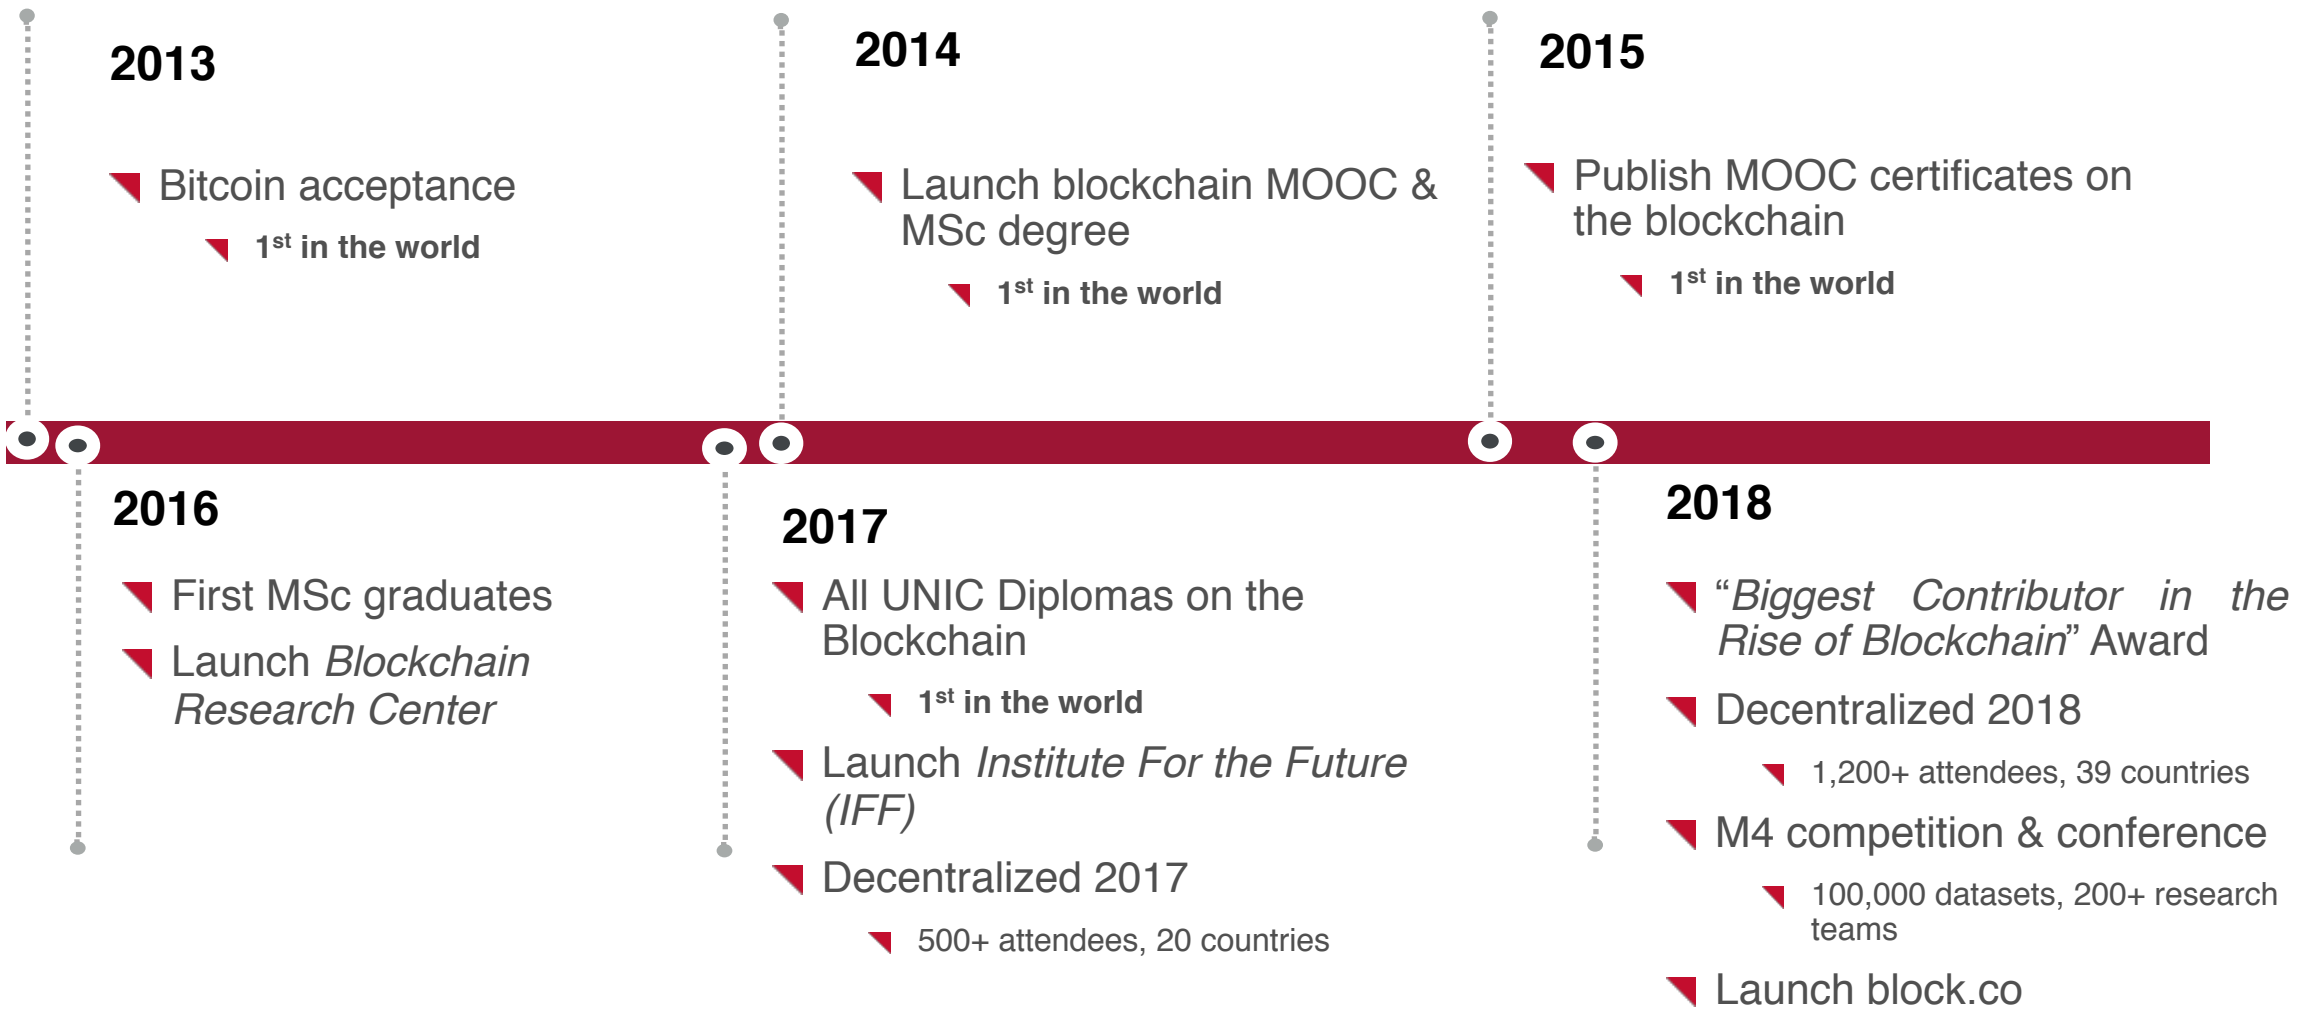 2013
Bitcoin acceptance
1st in the world
2014
Launch blockchain MOOC &
MSc degree
1st in the world
2015
Publish MOOC certificates on
the blockchain
1st in the world
2016
First MSc graduates
Launch Blockchain
Research Center
2017
All UNIC Diplomas on the
Blockchain
1st in the world
Launch Institute For the Future
(IFF)
Decentralized 2017
500+ attendees, 20 countries
2018
“Biggest Contributor in the
Rise of Blockchain” Award
Decentralized 2018
1,200+ attendees, 39 countries
M4 competition & conference
100,000 datasets, 200+ research
teams
Launch block.co